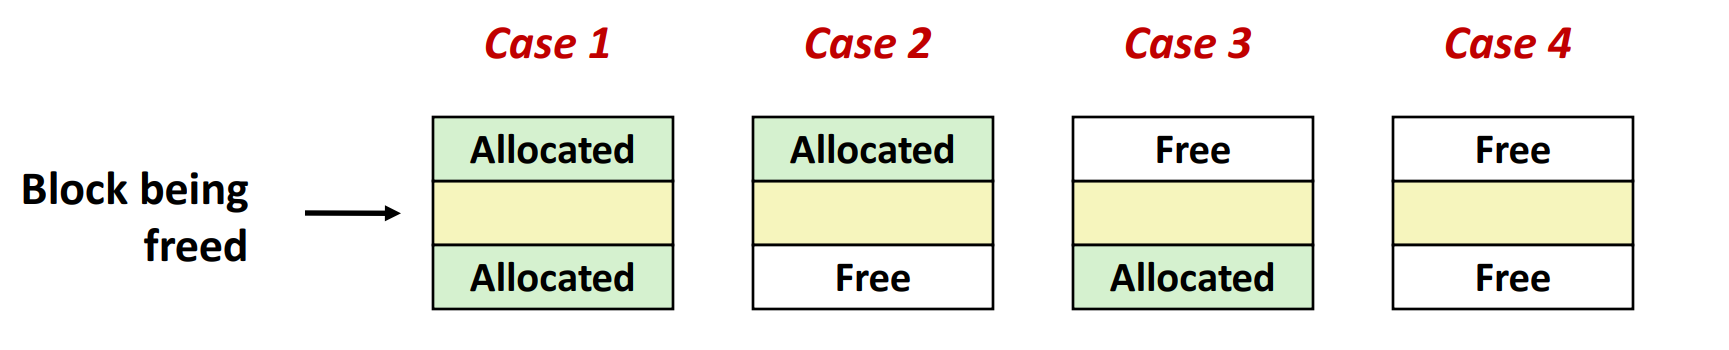 Case 1 Case 2 Case 3 Case 4
Allocated Allocated Free Free
Block being
freed
Allocated Free Allocated Free